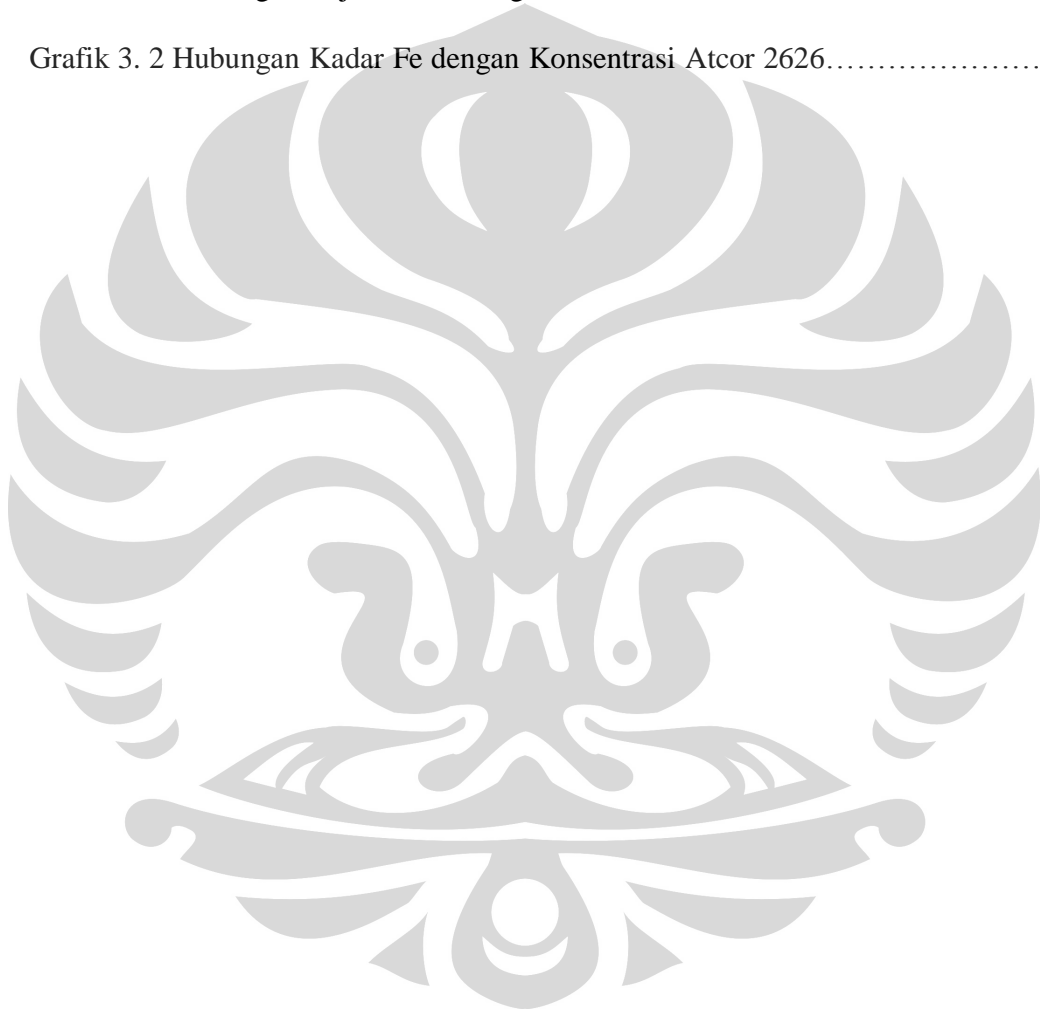 Grafik 3. 2 Hubungan Kadar Fe dengan Konsentrasi Atcor 2626…………………